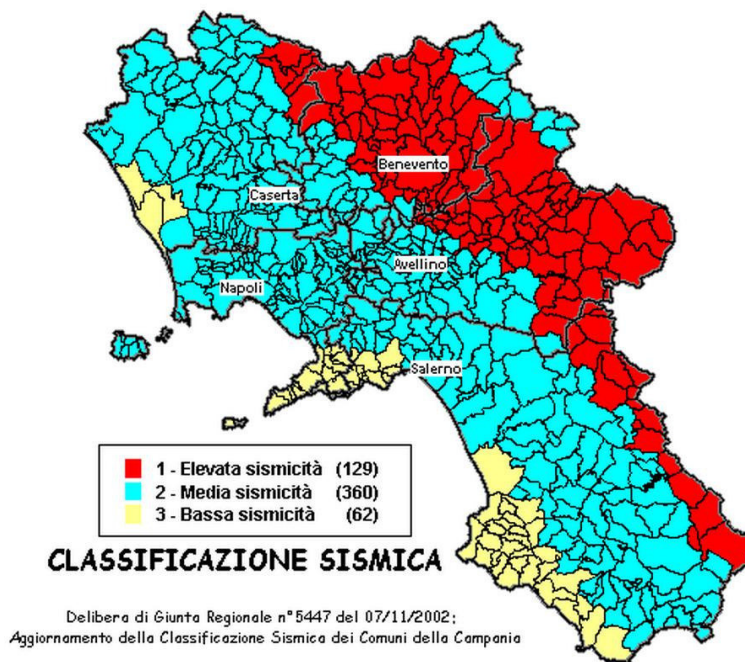 Benevento
Caserta
Avellino
Napoli
Salerno
1 - Elevata sismicità (129)
2 - Media sismicità (360)
3 - Bassa sismicità (62)
CLASSIFICAZIONE SISMICA
Delibera di Giunta Regionale n°5447 del 07/11/2002;
Aggiornamento della Classificazione Sismica dei Comuni della Campania